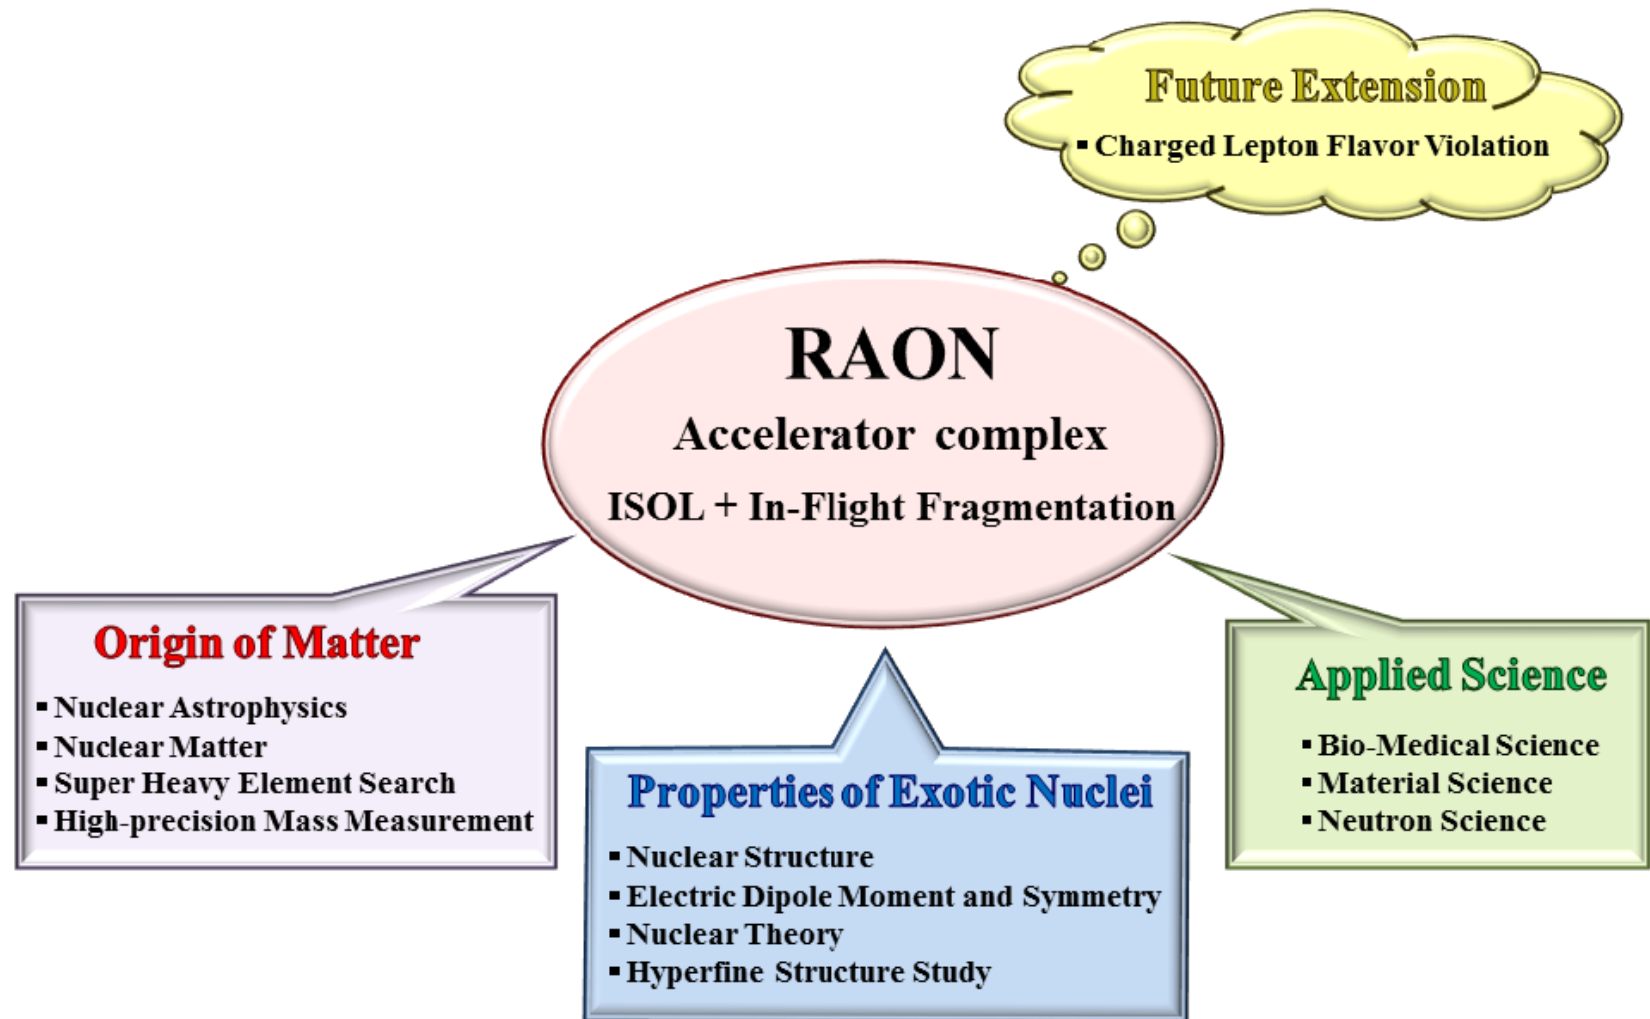 Future Extension
▪ Charged Lepton Flavor Violation
RAON
Accelerator complex
ISOL + In-Flight Fragmentation
Origin of Matter
▪ Nuclear Astrophysics
▪ Nuclear Matter
▪ Super Heavy Element Search
▪ High-precision Mass Measurement
Properties of Exotic Nuclei
▪ Nuclear Structure
▪ Electric Dipole Moment and Symmetry
▪ Nuclear Theory
▪ Hyperfine Structure Study
Applied Science
▪ Bio-Medical Science
▪ Material Science
▪ Neutron Science